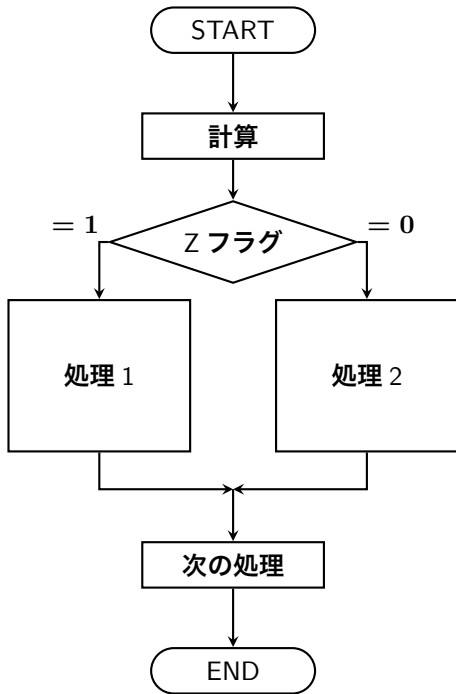 START
計算
= 1
Z フラグ
= 0
処理 1
処理 2
次の処理
END